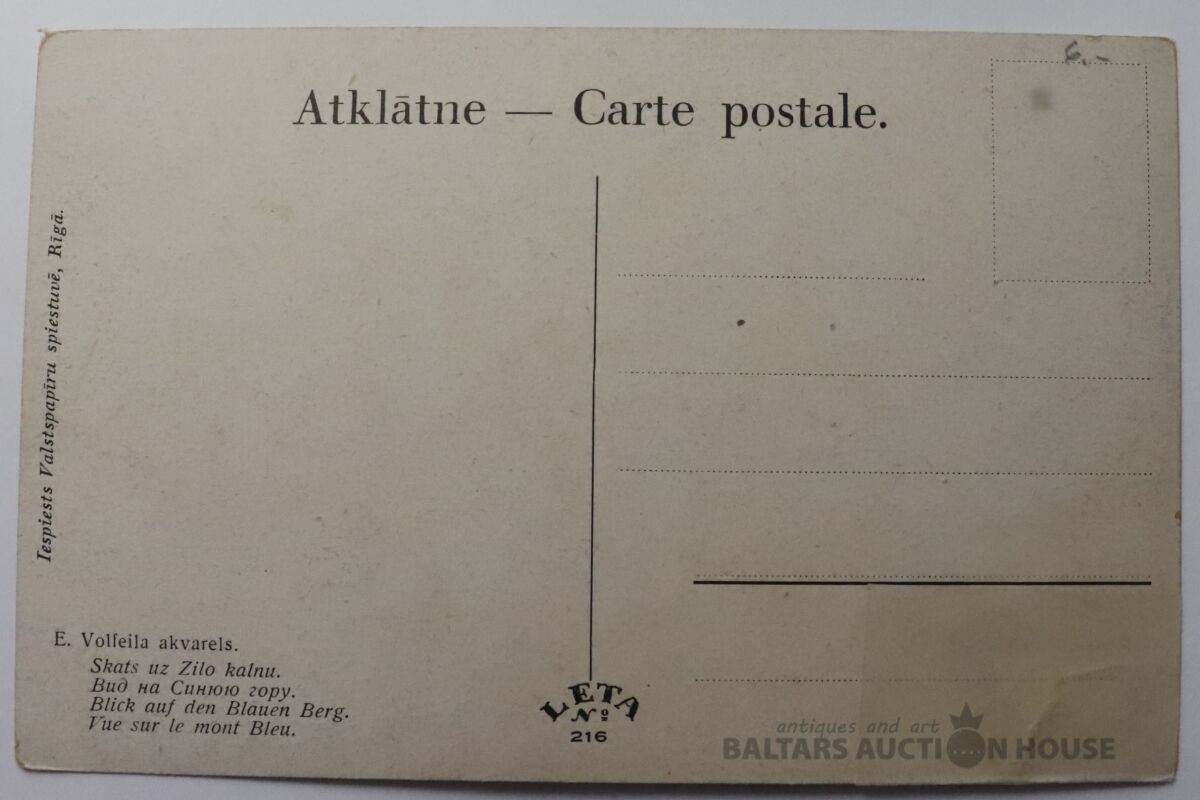 6.-
Atklātne — Carte postale.
Iespiests Valstspapīru spiestuvē, Rīgā.
E. Volfeila akvarels.
Skats uz Zilo kalnu.
Вид на Синюю гору.
Blick auf den Blauen Berg.
Vue sur le mont Bleu.
LETA
№
216
antiques and art
BALTARS AUCTION HOUSE